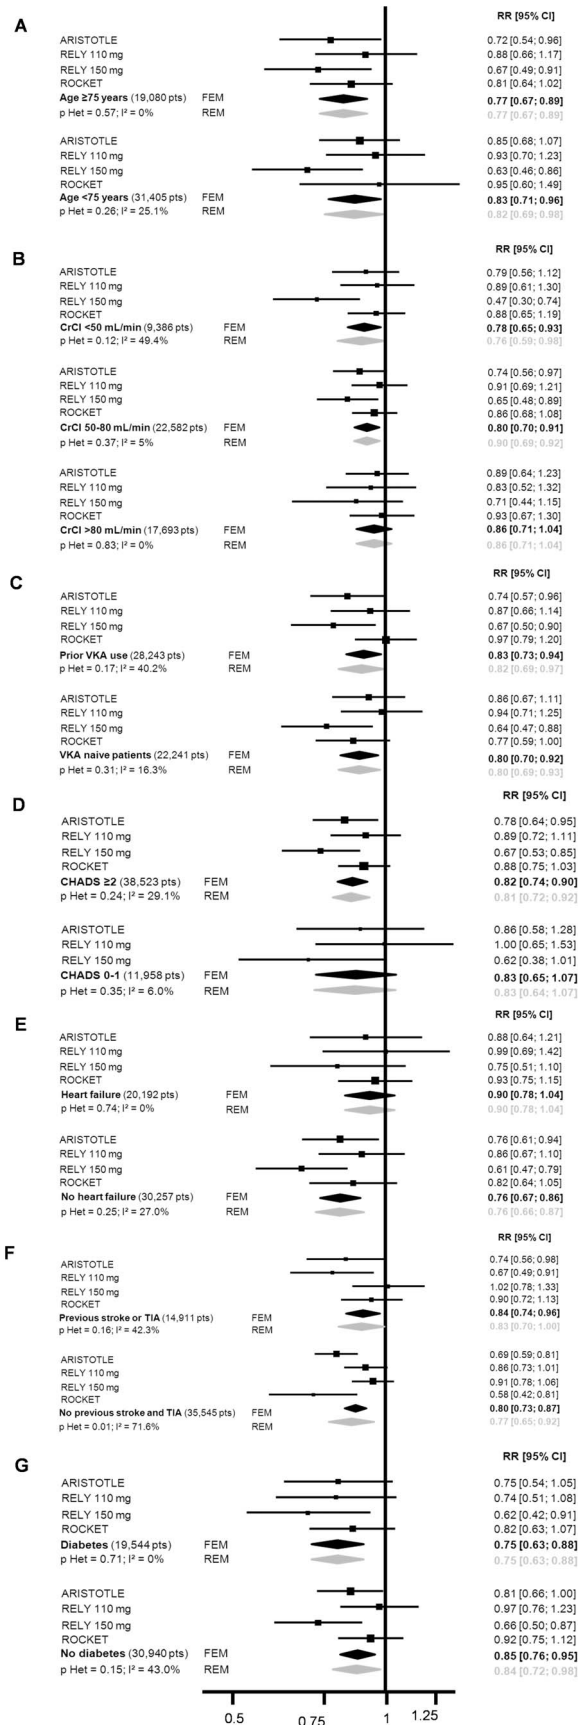 RR [95% CI]
A
ARISTOTLE 0.72 [0.54; 0.96]
RELY 110 mg 0.88 [0.66; 1.17]
RELY 150 mg 0.67 [0.49; 0.91]
ROCKET 0.81 [0.64; 1.02]
Age ≥75 years (19,080 pts) FEM 0.77 [0.67; 0.89]
p Het = 0.57; I² = 0% REM 0.77 [0.67; 0.89]
ARISTOTLE 0.85 [0.68; 1.07]
RELY 110 mg 0.93 [0.70; 1.23]
RELY 150 mg 0.63 [0.46; 0.86]
ROCKET 0.95 [0.60; 1.49]
Age <75 years (31,405 pts) FEM 0.83 [0.71; 0.96]
p Het = 0.26; I² = 25.1% REM 0.82 [0.69; 0.98]
RR [95% CI]
B
ARISTOTLE 0.79 [0.56; 1.12]
RELY 110 mg 0.89 [0.61; 1.30]
RELY 150 mg 0.47 [0.30; 0.74]
ROCKET 0.88 [0.65; 1.19]
CrCl <50 mL/min (9,386 pts) FEM 0.78 [0.65; 0.93]
p Het = 0.12; I² = 49.4% REM 0.76 [0.59; 0.98]
ARISTOTLE 0.74 [0.56; 0.97]
RELY 110 mg 0.91 [0.69; 1.21]
RELY 150 mg 0.65 [0.48; 0.89]
ROCKET 0.86 [0.68; 1.08]
CrCl 50-80 mL/min (22,582 pts) FEM 0.80 [0.70; 0.91]
p Het = 0.37; I² = 5% REM 0.90 [0.69; 0.92]
ARISTOTLE 0.89 [0.64; 1.23]
RELY 110 mg 0.83 [0.52; 1.32]
RELY 150 mg 0.71 [0.44; 1.15]
ROCKET 0.93 [0.67; 1.30]
CrCl >80 mL/min (17,693 pts) FEM 0.86 [0.71; 1.04]
p Het = 0.83; I² = 0% REM 0.86 [0.71; 1.04]
RR [95% CI]
C
ARISTOTLE 0.74 [0.57; 0.96]
RELY 110 mg 0.87 [0.66; 1.14]
RELY 150 mg 0.67 [0.50; 0.90]
ROCKET 0.97 [0.79; 1.20]
Prior VKA use (28,243 pts) FEM 0.83 [0.73; 0.94]
p Het = 0.17; I² = 40.2% REM 0.82 [0.69; 0.97]
ARISTOTLE 0.86 [0.67; 1.11]
RELY 110 mg 0.94 [0.71; 1.25]
RELY 150 mg 0.64 [0.47; 0.88]
ROCKET 0.77 [0.59; 1.00]
VKA naive patients (22,241 pts) FEM 0.80 [0.70; 0.92]
p Het = 0.31; I² = 16.3% REM 0.80 [0.69; 0.93]
RR [95% CI]
D
ARISTOTLE 0.78 [0.64; 0.95]
RELY 110 mg 0.89 [0.72; 1.11]
RELY 150 mg 0.67 [0.53; 0.85]
ROCKET 0.88 [0.75; 1.03]
CHADS ≥2 (38,523 pts) FEM 0.82 [0.74; 0.90]
p Het = 0.24; I² = 29.1% REM 0.81 [0.72; 0.92]
ARISTOTLE 0.86 [0.58; 1.28]
RELY 110 mg 1.00 [0.65; 1.53]
RELY 150 mg 0.62 [0.38; 1.01]
CHADS 0-1 (11,958 pts) FEM 0.83 [0.65; 1.07]
p Het = 0.35; I² = 6.0% REM 0.83 [0.64; 1.07]
RR [95% CI]
E
ARISTOTLE 0.88 [0.64; 1.21]
RELY 110 mg 0.99 [0.69; 1.42]
RELY 150 mg 0.75 [0.51; 1.10]
ROCKET 0.93 [0.75; 1.15]
Heart failure (20,192 pts) FEM 0.90 [0.78; 1.04]
p Het = 0.74; I² = 0% REM 0.90 [0.78; 1.04]
ARISTOTLE 0.76 [0.61; 0.94]
RELY 110 mg 0.86 [0.67; 1.10]
RELY 150 mg 0.61 [0.47; 0.79]
ROCKET 0.82 [0.64; 1.05]
No heart failure (30,257 pts) FEM 0.76 [0.67; 0.86]
p Het = 0.25; I² = 27.0% REM 0.76 [0.66; 0.87]
RR [95% CI]
F
ARISTOTLE 0.74 [0.56; 0.98]
RELY 110 mg 0.67 [0.49; 0.91]
RELY 150 mg 1.02 [0.78; 1.33]
ROCKET 0.90 [0.72; 1.13]
Previous stroke or TIA (14,911 pts) FEM 0.84 [0.74; 0.96]
p Het = 0.16; I² = 42.3% REM 0.83 [0.70; 1.00]
ARISTOTLE 0.69 [0.59; 0.81]
RELY 110 mg 0.86 [0.73; 1.01]
RELY 150 mg 0.91 [0.78; 1.06]
ROCKET 0.58 [0.42; 0.81]
No previous stroke and TIA (35,545 pts) FEM 0.80 [0.73; 0.87]
p Het = 0.01; I² = 71.6% REM 0.77 [0.65; 0.92]
RR [95% CI]
G
ARISTOTLE 0.75 [0.54; 1.05]
RELY 110 mg 0.74 [0.51; 1.08]
RELY 150 mg 0.62 [0.42; 0.91]
ROCKET 0.82 [0.63; 1.07]
Diabetes (19,544 pts) FEM 0.75 [0.63; 0.88]
p Het = 0.71; I² = 0% REM 0.75 [0.63; 0.88]
ARISTOTLE 0.81 [0.66; 1.00]
RELY 110 mg 0.97 [0.76; 1.23]
RELY 150 mg 0.66 [0.50; 0.87]
ROCKET 0.92 [0.75; 1.12]
No diabetes (30,940 pts) FEM 0.85 [0.76; 0.95]
p Het = 0.15; I² = 43.0% REM 0.84 [0.72; 0.98]
0.5 0.75 1 1.25